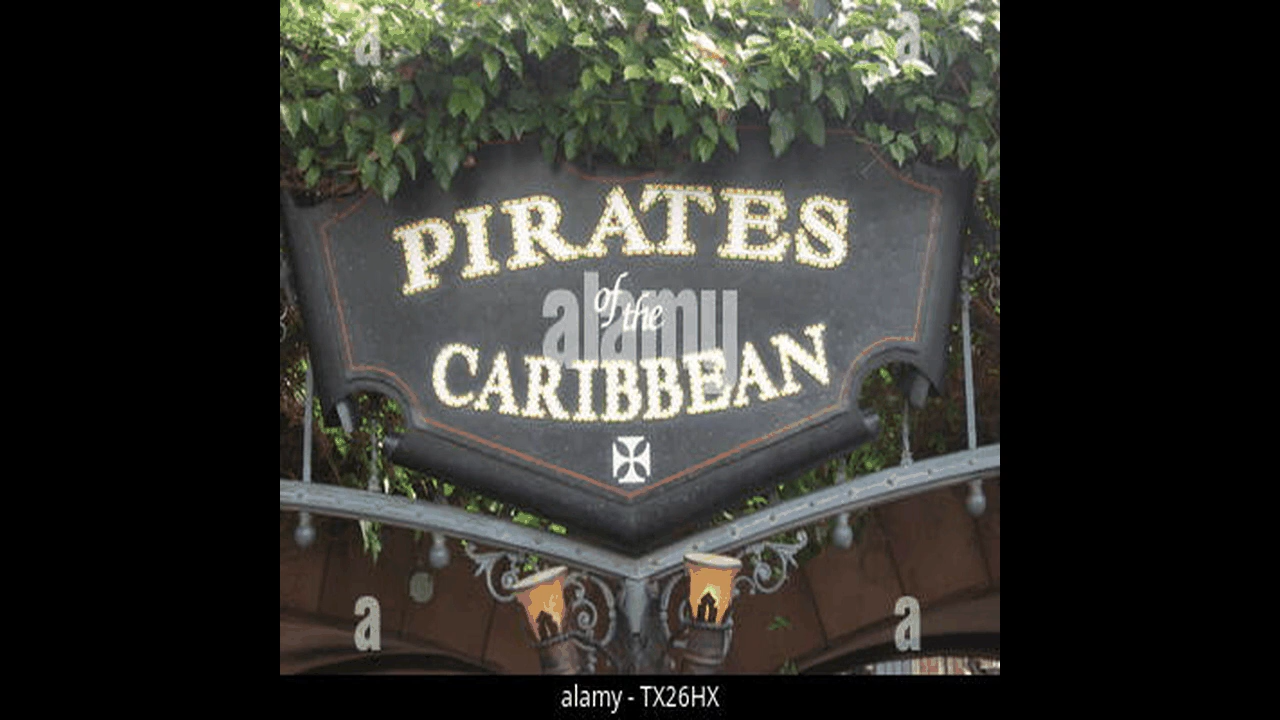 a a
PIRATES
of the
alamy
CARIBBEAN
a a
alamy - TX26HX